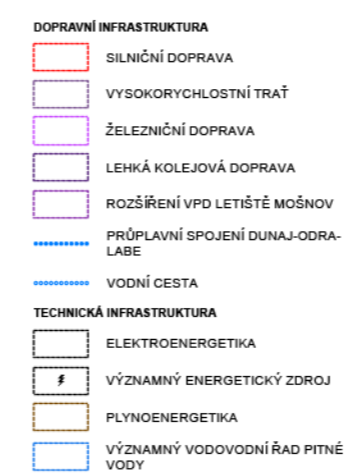 DOPRAVNÍ INFRASTRUKTURA
SILNIČNÍ DOPRAVA
VYSOKORYCHLOSTNÍ TRAŤ
ŽELEZNIČNÍ DOPRAVA
LEHKÁ KOLEJOVÁ DOPRAVA
ROZŠÍŘENÍ VPD LETIŠTĚ MOŠNOV
PRŮPLAVNÍ SPOJENÍ DUNAJ-ODRA-
LABE
VODNÍ CESTA
TECHNICKÁ INFRASTRUKTURA
ELEKTROENERGETIKA
VÝZNAMNÝ ENERGETICKÝ ZDROJ
PLYNOENERGETIKA
VÝZNAMNÝ VODOVODNÍ ŘAD PITNÉ
VODY